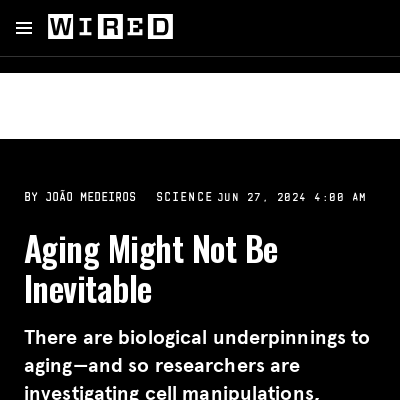 WIRED
BY JOÃO MEDEIROS SCIENCE JUN 27, 2024 4:00 AM
Aging Might Not Be
Inevitable
There are biological underpinnings to
aging—and so researchers are
investigating cell manipulations,